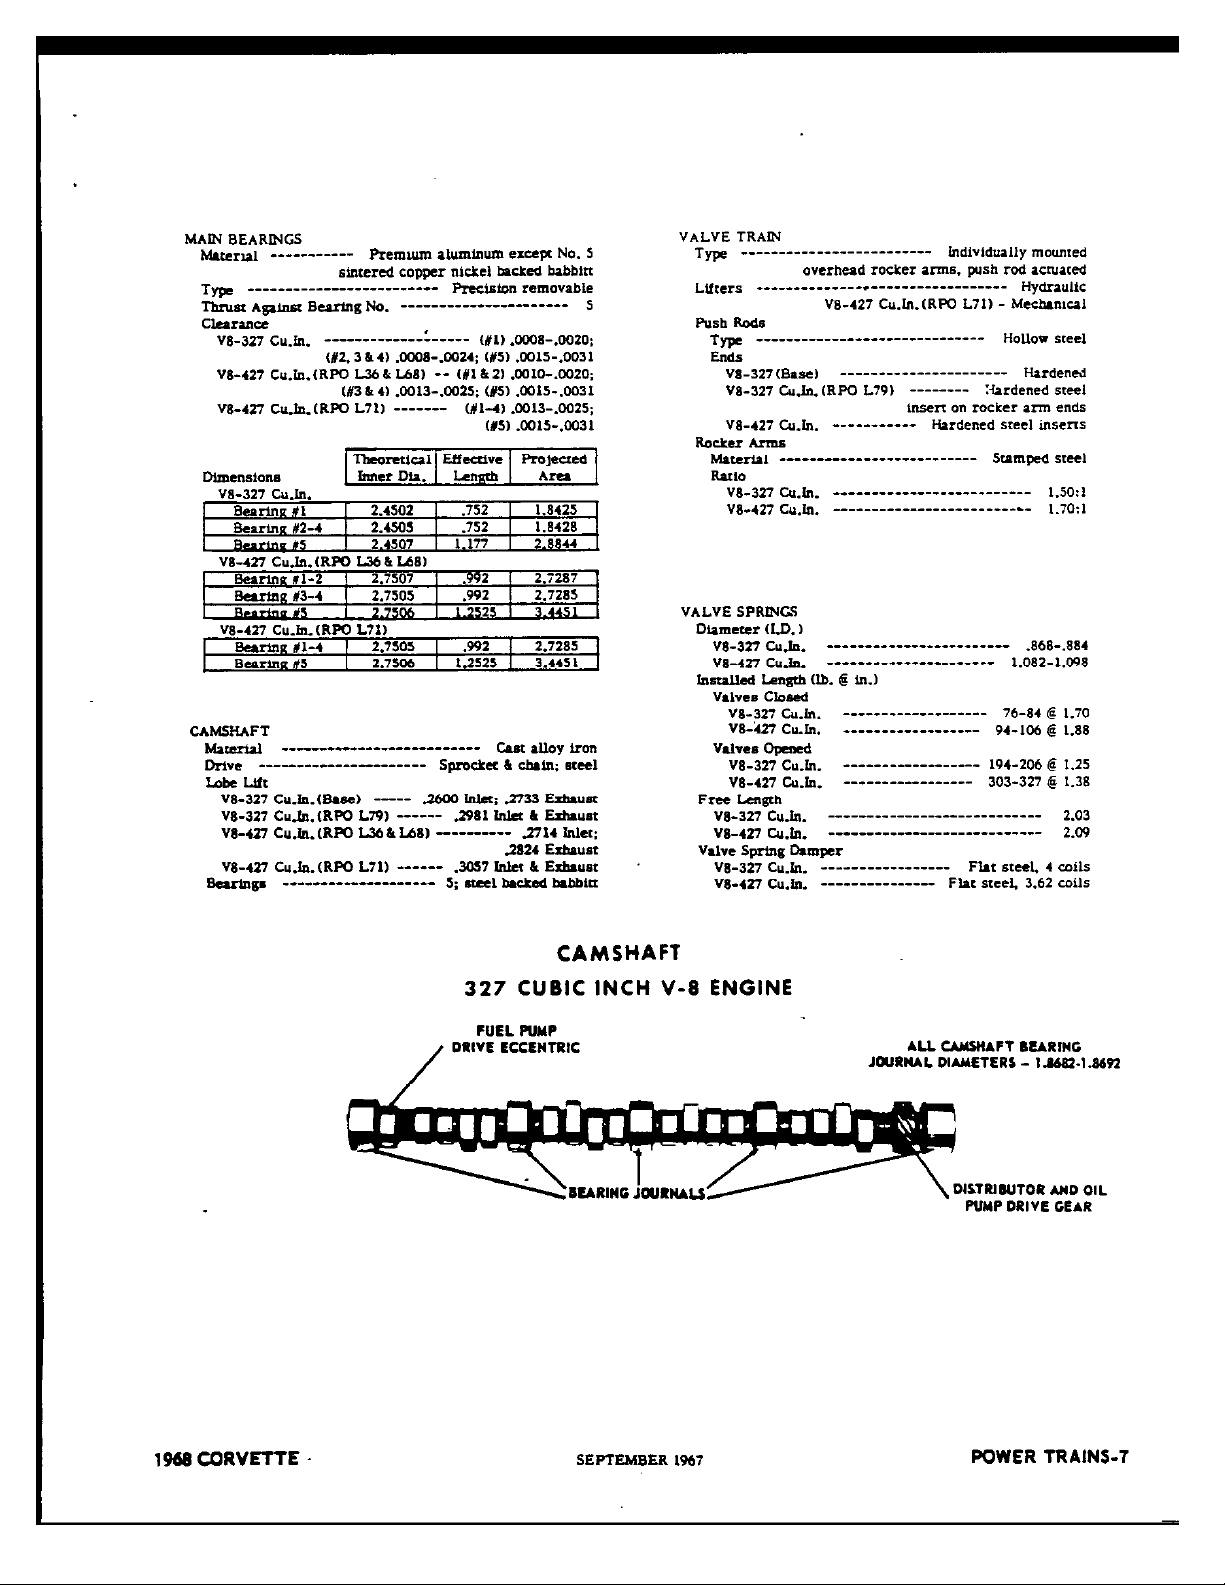 MAIN BEARINGS
Material ----------- Premium aluminum except No. 5
sintered copper nickel backed babbitt
Type -------------------------- Precision removable
Thrust Against Bearing No. ----------------------- 5
Clearance
V8-327 Cu.In. -------------------- (#1) .0008-.0020;
(#2, 3 & 4) .0008-.0024; (#5) .0015-.0031
V8-427 Cu.In. (RPO L36 & L68) -- (#1 & 2) .0010-.0020;
(#3 & 4) .0013-.0025; (#5) .0015-.0031
V8-427 Cu.In. (RPO L71) ------- (#1-4) .0013-.0025;
(#5) .0015-.0031
Dimensions Theoretical Inner Dia. Effective Length Projected Area
V8-327 Cu.In.
Bearing #1 2.4502 .752 1.8425
Bearing #2-4 2.4505 .752 1.8428
Bearing #5 2.4507 1.177 2.8844
V8-427 Cu.In. (RPO L36 & L68)
Bearing #1-2 2.7507 .992 2.7287
Bearing #3-4 2.7505 .992 2.7285
Bearing #5 2.7506 1.2525 3.4451
V8-427 Cu.In. (RPO L71)
Bearing #1-4 2.7505 .992 2.7285
Bearing #5 2.7506 1.2525 3.4451
CAMSHAFT
Material --------------------------- Cast alloy iron
Drive ----------------------- Sprocket & chain; steel
Lobe Lift
V8-327 Cu.In. (Base) ----- .2600 Inlet; .2733 Exhaust
V8-327 Cu.In. (RPO L79) ------ .2981 Inlet & Exhaust
V8-427 Cu.In. (RPO L36 & L68) ---------- .2714 Inlet;
.2824 Exhaust
V8-427 Cu.In. (RPO L71) ------ .3057 Inlet & Exhaust
Bearings --------------------- 5; steel backed babbitt
VALVE TRAIN
Type -------------------------- Individually mounted
overhead rocker arms, push rod actuated
Lifters ---------------------------------- Hydraulic
V8-427 Cu.In. (RPO L71) - Mechanical
Push Rods
Type ------------------------------- Hollow steel
Ends
V8-327 (Base) ----------------------- Hardened
V8-327 Cu.In. (RPO L79) -------- Hardened steel
insert on rocker arm ends
V8-427 Cu.In. ----------- Hardened steel inserts
Rocker Arms
Material --------------------------- Stamped steel
Ratio
V8-327 Cu.In. --------------------------- 1.50:1
V8-427 Cu.In. --------------------------- 1.70:1
VALVE SPRINGS
Diameter (I.D.)
V8-327 Cu.In. ------------------------- .868-.884
V8-427 Cu.In. ----------------------- 1.082-1.098
Installed Length (lb. @ in.)
Valves Closed
V8-327 Cu.In. ------------------- 76-84 @ 1.70
V8-427 Cu.In. ------------------ 94-106 @ 1.88
Valves Opened
V8-327 Cu.In. ------------------ 194-206 @ 1.25
V8-427 Cu.In. ----------------- 303-327 @ 1.38
Free Length
V8-327 Cu.In. ----------------------------- 2.03
V8-427 Cu.In. ----------------------------- 2.09
Valve Spring Damper
V8-327 Cu.In. ----------------- Flat steel, 4 coils
V8-427 Cu.In. --------------- Flat steel, 3.62 coils
CAMSHAFT
327 CUBIC INCH V-8 ENGINE
FUEL PUMP
DRIVE ECCENTRIC
ALL CAMSHAFT BEARING
JOURNAL DIAMETERS - 1.8682-1.8692
BEARING JOURNALS
DISTRIBUTOR AND OIL
PUMP DRIVE GEAR
1968 CORVETTE
SEPTEMBER 1967
POWER TRAINS-7